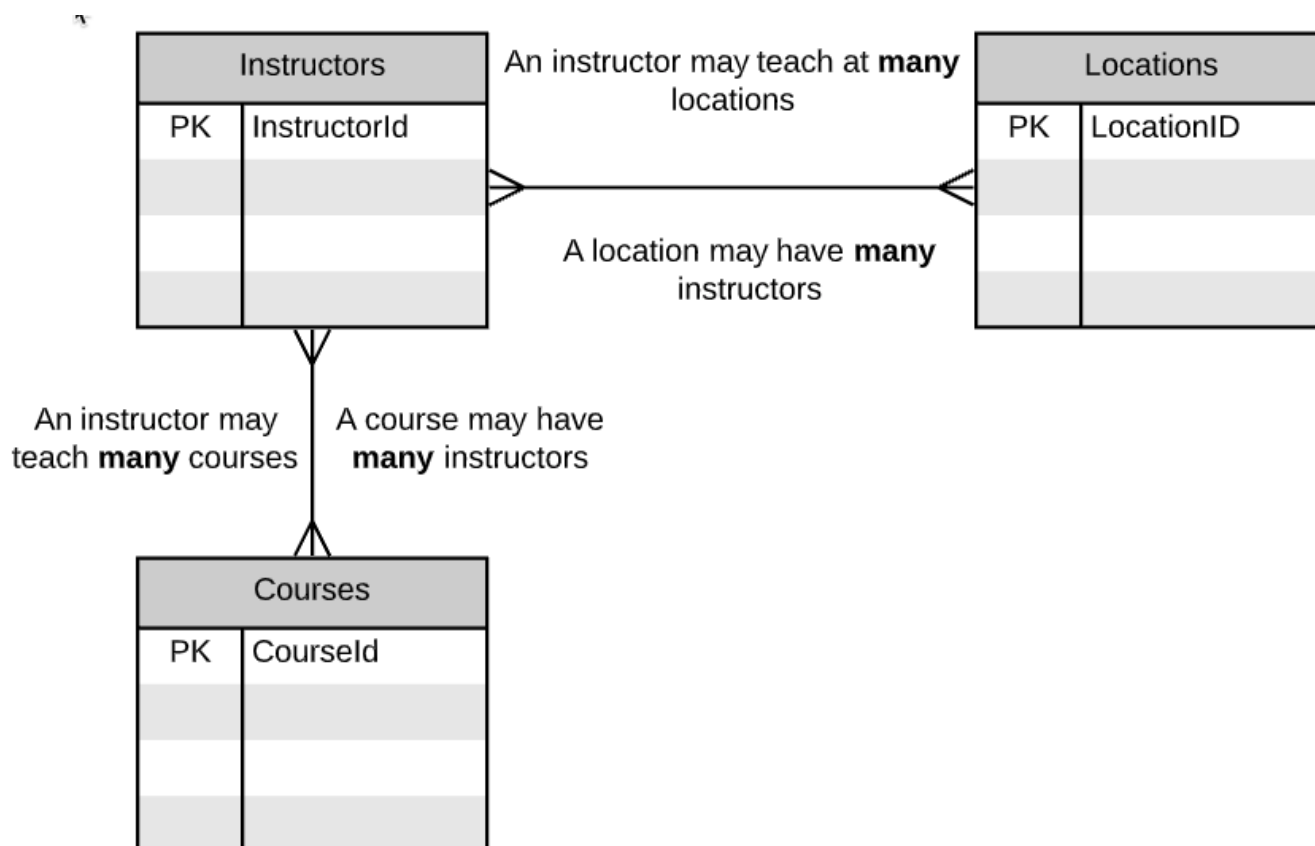 Instructors
PK InstructorId
An instructor may teach at many
locations
A location may have many
instructors
Locations
PK LocationID
An instructor may
teach many courses
A course may have
many instructors
Courses
PK CourseId